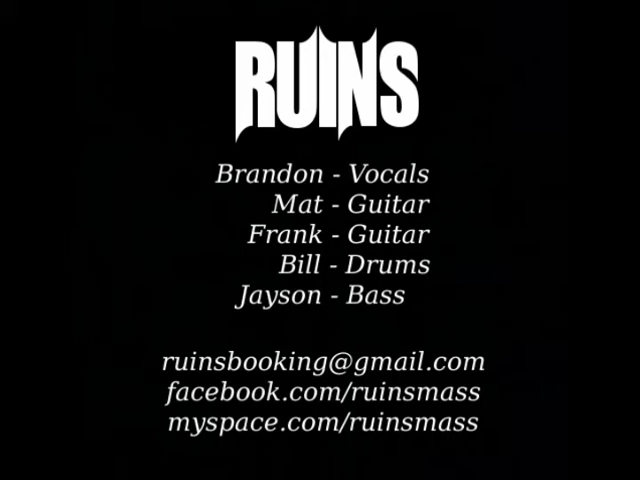 RUINS
Brandon - Vocals
Mat - Guitar
Frank - Guitar
Bill - Drums
Jayson - Bass
ruinsbooking@gmail.com
facebook.com/ruinsmass
myspace.com/ruinsmass